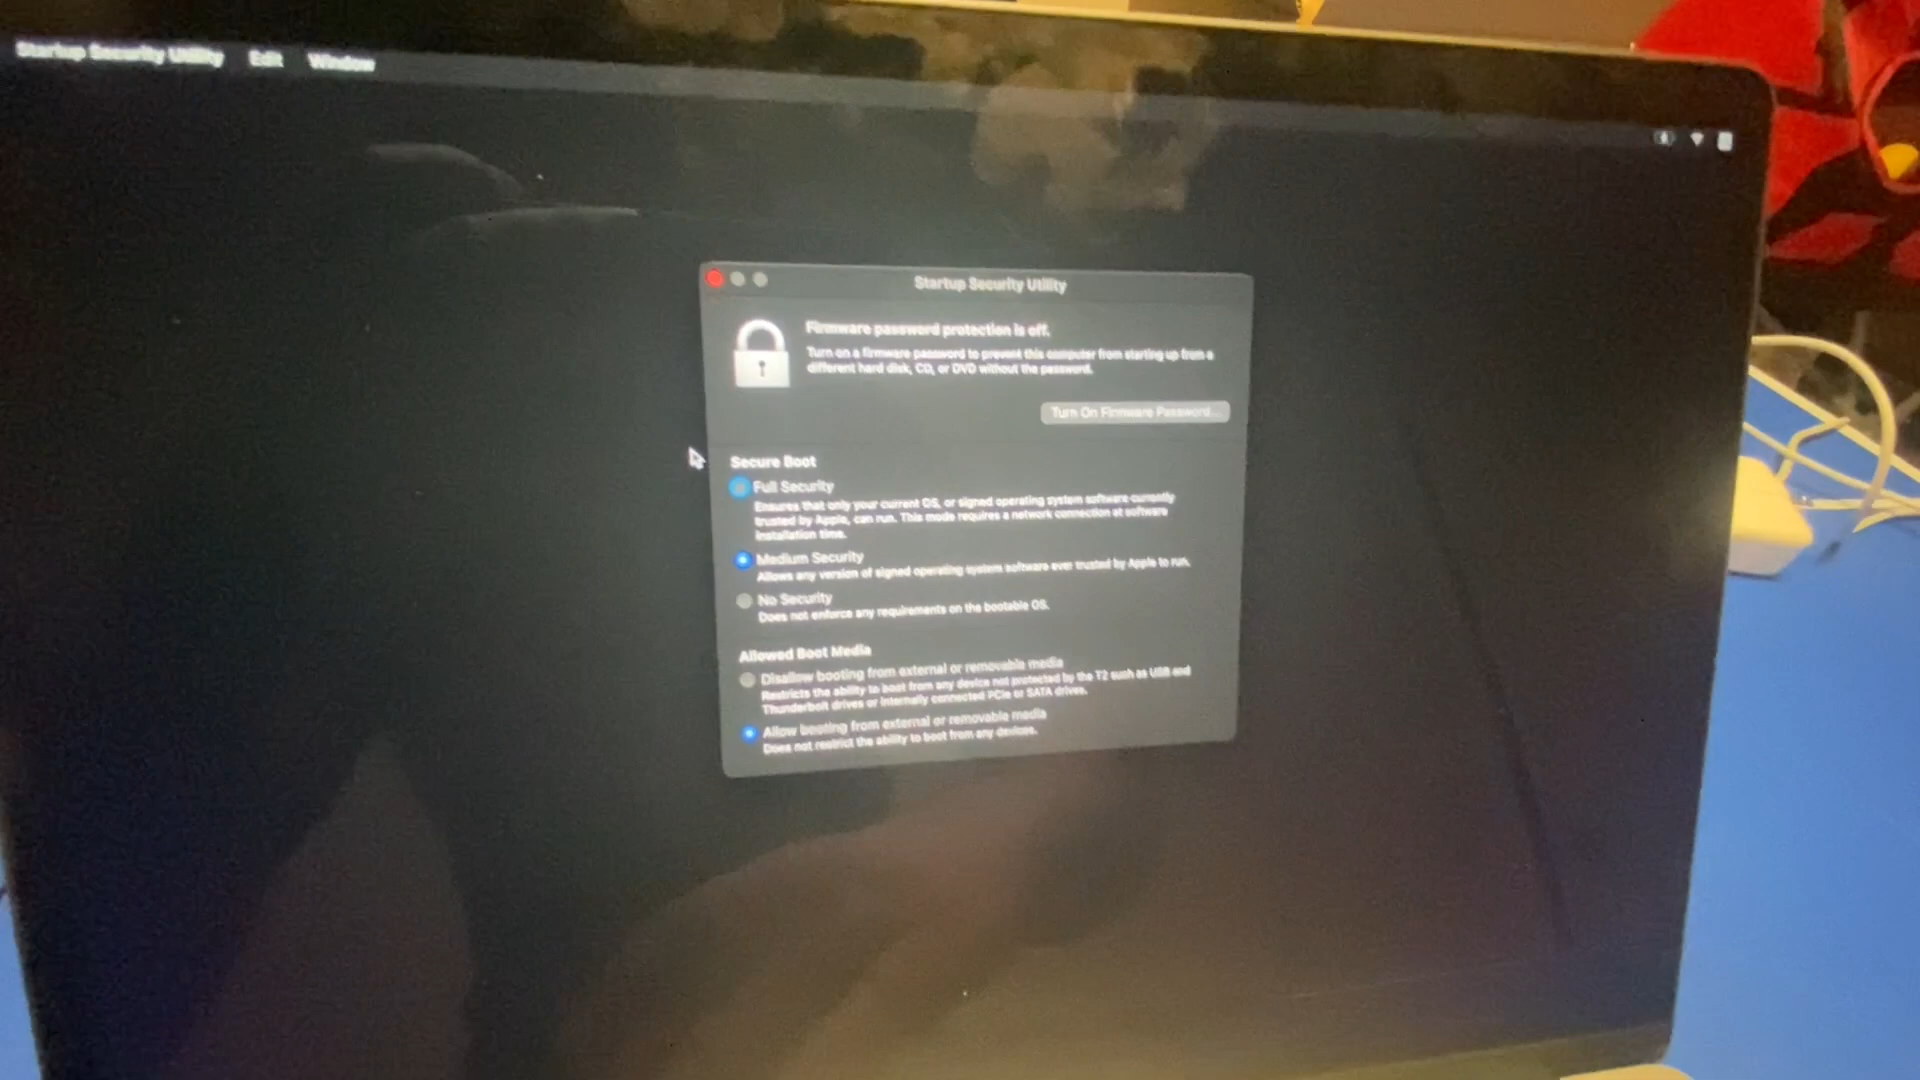 Startup Security Utility Edit Window
Startup Security Utility
Firmware password protection is off.
Turn on a firmware password to prevent this computer from starting up from a
different hard disk, CD, or DVD without the password.
Turn On Firmware Password...
Secure Boot
Full Security
Ensures that only your current OS, or signed operating system software currently
trusted by Apple, can run. This mode requires a network connection at software
installation time.
Medium Security
Allows any version of signed operating system software ever trusted by Apple to run.
No Security
Does not enforce any requirements on the bootable OS.
Allowed Boot Media
Disallow booting from external or removable media
Restricts the ability to boot from any device not protected by the T2 such as USB and
Thunderbolt drives or internally connected PCIe or SATA drives.
Allow booting from external or removable media
Does not restrict the ability to boot from any devices.